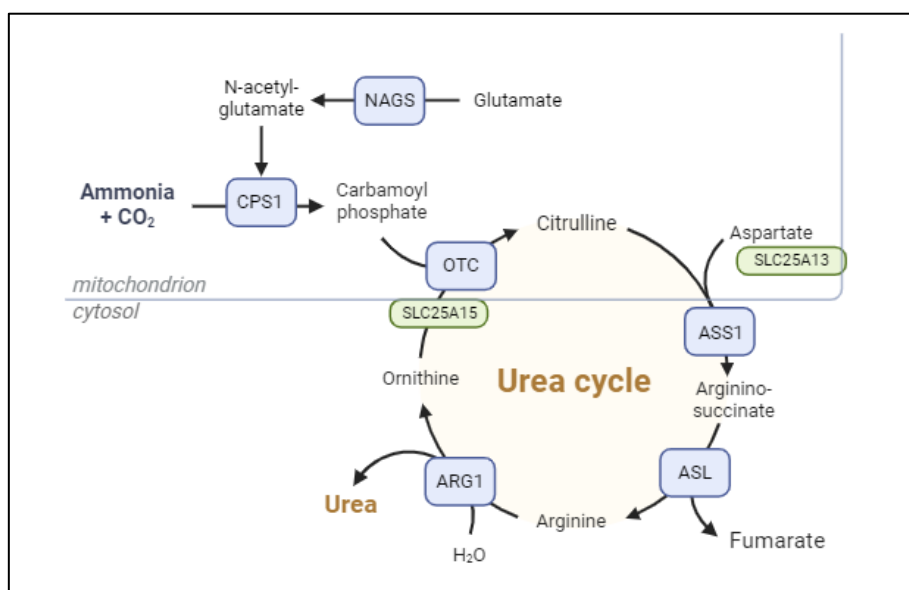 N-acetyl-
glutamate
NAGS
Glutamate
Ammonia
+ CO₂
CPS1
Carbamoyl
phosphate
Citrulline
Aspartate
SLC25A13
OTC
mitochondrion
cytosol
SLC25A15
ASS1
Ornithine
Urea cycle
Arginino-
succinate
ARG1
ASL
Urea
Arginine
H₂O
Fumarate